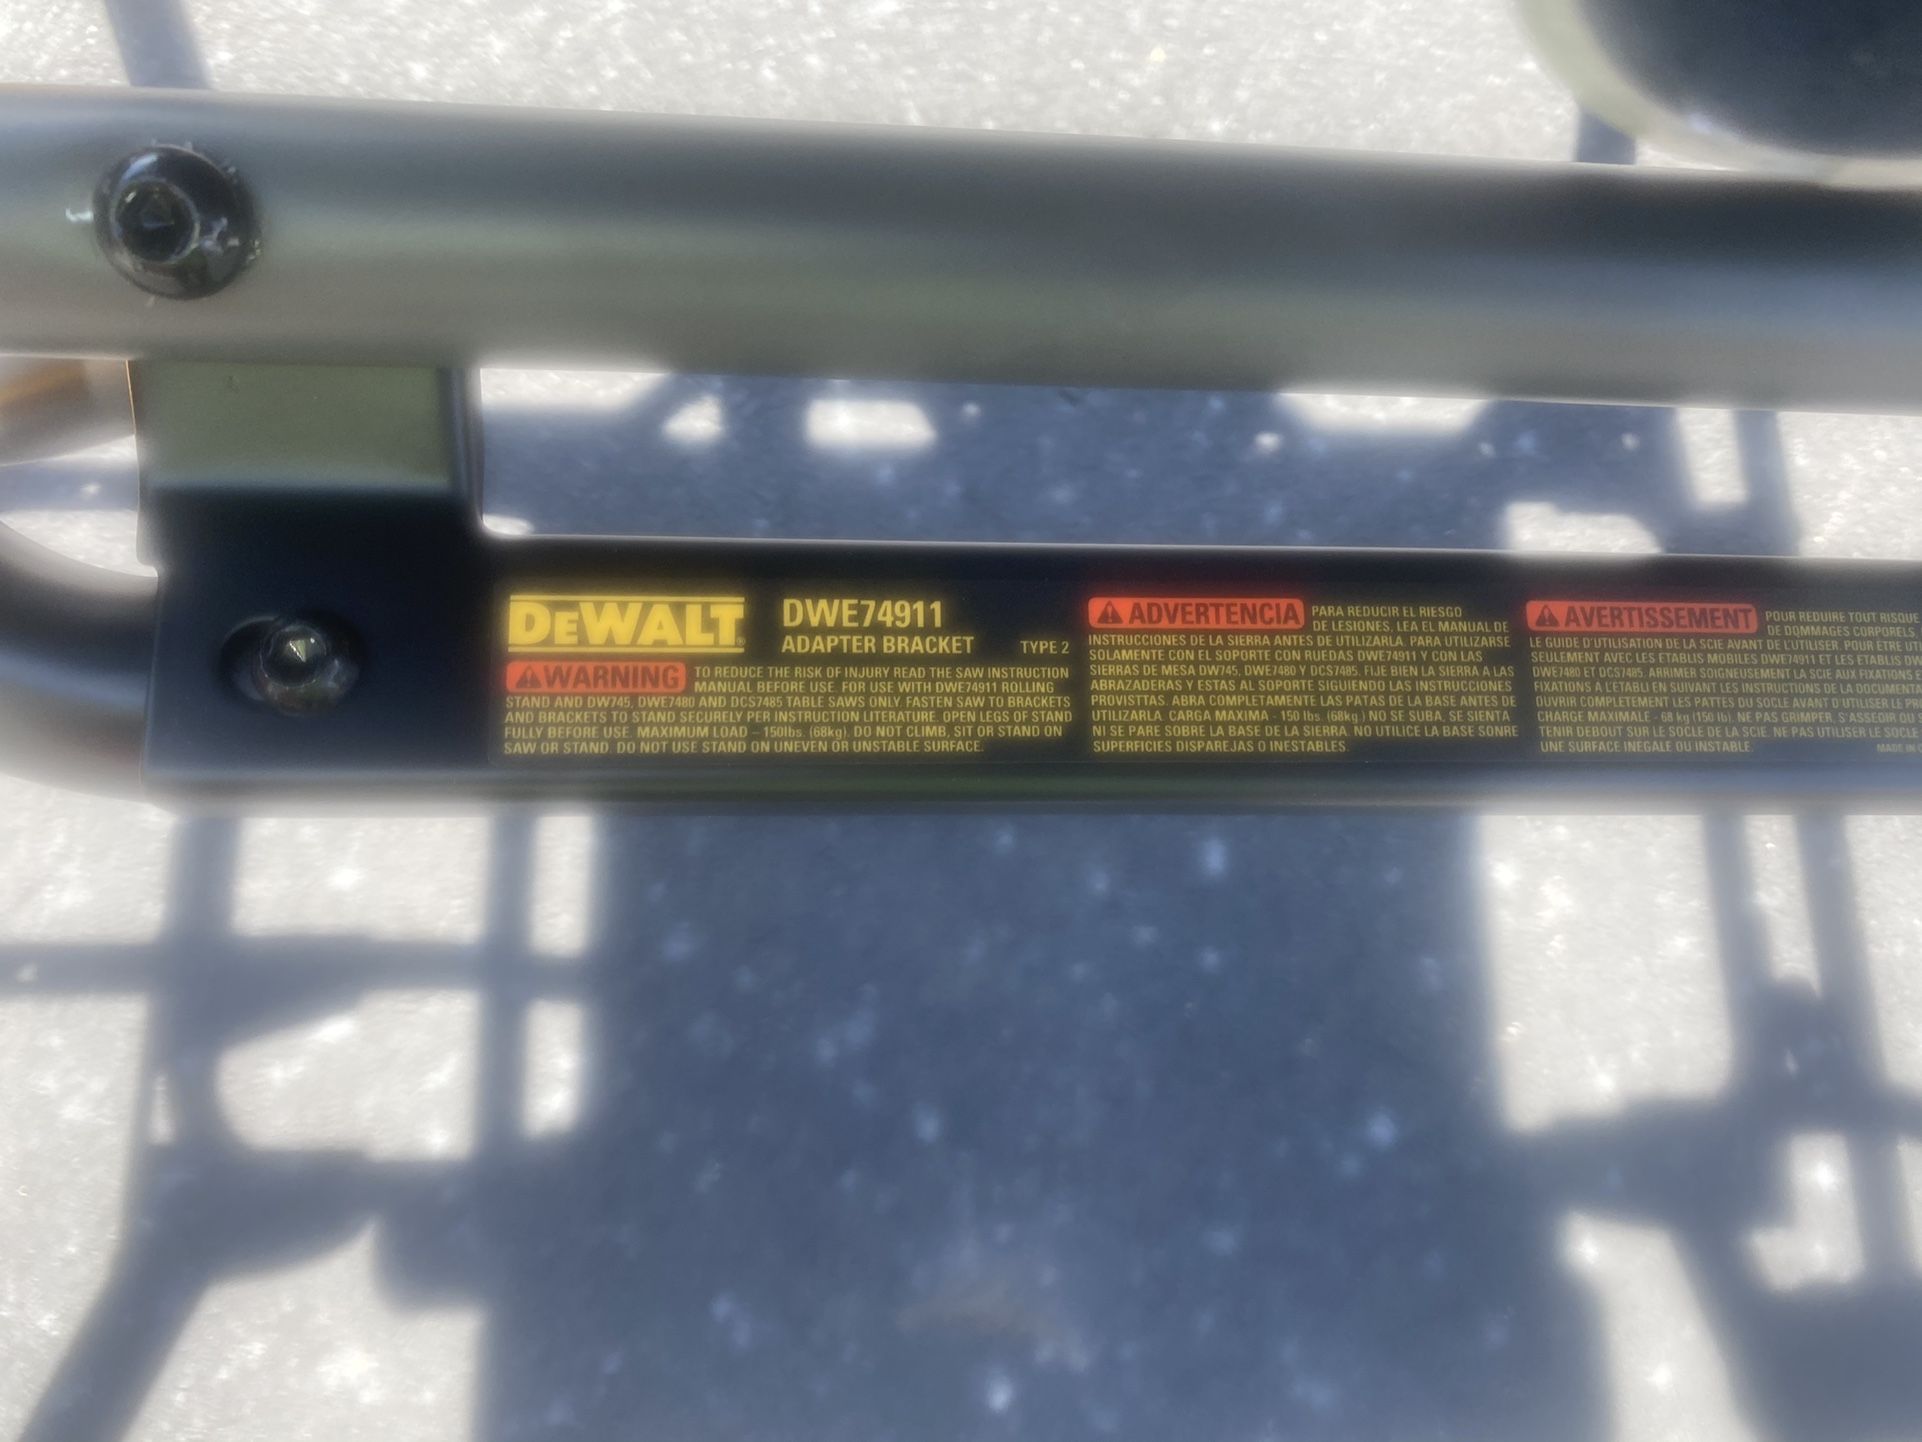 DEWALT®
DWE74911
ADAPTER BRACKET
TYPE 2
WARNING TO REDUCE THE RISK OF INJURY READ THE SAW INSTRUCTION
MANUAL BEFORE USE. FOR USE WITH DWE74911 ROLLING
STAND AND DW745, DWE7480 AND DCS7485 TABLE SAWS ONLY. FASTEN SAW TO BRACKETS
AND BRACKETS TO STAND SECURELY PER INSTRUCTION LITERATURE. OPEN LEGS OF STAND
FULLY BEFORE USE. MAXIMUM LOAD – 150lbs. (68kg). DO NOT CLIMB, SIT OR STAND ON
SAW OR STAND. DO NOT USE STAND ON UNEVEN OR UNSTABLE SURFACE.
ADVERTENCIA PARA REDUCIR EL RIESGO
DE LESIONES, LEA EL MANUAL DE
INSTRUCCIONES DE LA SIERRA ANTES DE UTILIZARLA. PARA UTILIZARSE
SOLAMENTE CON EL SOPORTE CON RUEDAS DWE74911 Y CON LAS
SIERRAS DE MESA DW745, DWE7480 Y DCS7485. FIJE BIEN LA SIERRA A LAS
ABRAZADERAS Y ESTAS AL SOPORTE SIGUIENDO LAS INSTRUCCIONES
PROVISTTAS. ABRA COMPLETAMENTE LAS PATAS DE LA BASE ANTES DE
UTILIZARLA. CARGA MAXIMA - 150 lbs. (68kg.) NO SE SUBA, SE SIENTA
NI SE PARE SOBRE LA BASE DE LA SIERRA. NO UTILICE LA BASE SONRE
SUPERFICIES DISPAREJAS O INESTABLES.
AVERTISSEMENT POUR REDUIRE TOUT RISQUE
DE DOMMAGES CORPORELS,
LE GUIDE D'UTILISATION DE LA SCIE AVANT DE L'UTILISER. POUR ETRE UTI
SEULEMENT AVEC LES ETABLIS MOBILES DWE74911 ET LES ETABLIS DW
DWE7480 ET DCS7485. ARRIMER SOIGNEUSEMENT LA SCIE AUX FIXATIONS E
FIXATIONS A L'ETABLI EN SUIVANT LES INSTRUCTIONS DE LA DOCUMENTA
OUVRIR COMPLETEMENT LES PATTES DU SOCLE AVANT D'UTILISER LE PR
CHARGE MAXIMALE - 68 kg (150 lb). NE PAS GRIMPER, S'ASSEOIR OU
TENIR DEBOUT SUR LE SOCLE DE LA SCIE. NE PAS UTILISER LE SOCLE
UNE SURFACE INEGALE OU INSTABLE.
MADE IN